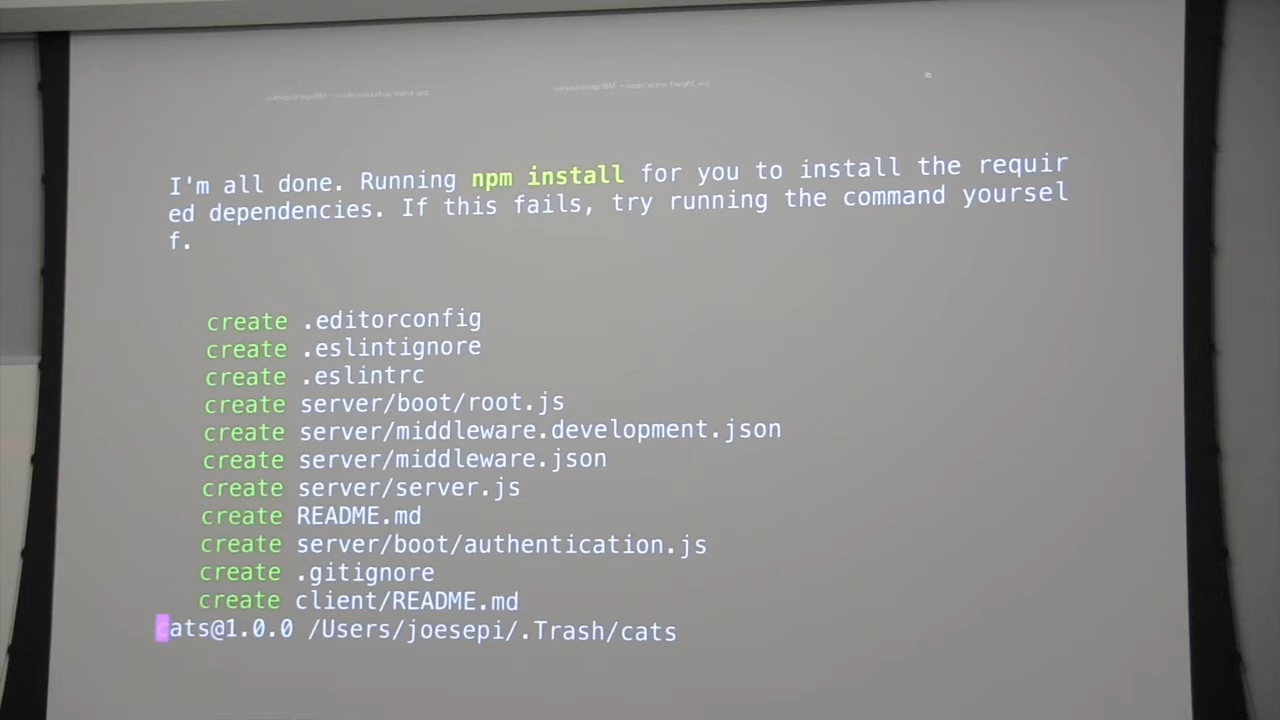 I'm all done. Running npm install for you to install the requir
ed dependencies. If this fails, try running the command yoursel
f.
create .editorconfig
create .eslintignore
create .eslintrc
create server/boot/root.js
create server/middleware.development.json
create server/middleware.json
create server/server.js
create README.md
create server/boot/authentication.js
create .gitignore
create client/README.md
cats@1.0.0 /Users/joesepi/.Trash/cats